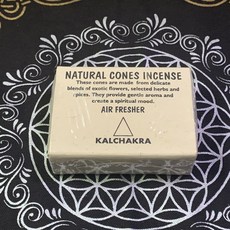 NATURAL CONES INCENSE
These cones are made from delicate
blends of exotic flowers, selected herbs and
spices. They provide gentle aroma and
create a spiritual mood.
AIR FRESHER
KALCHAKRA